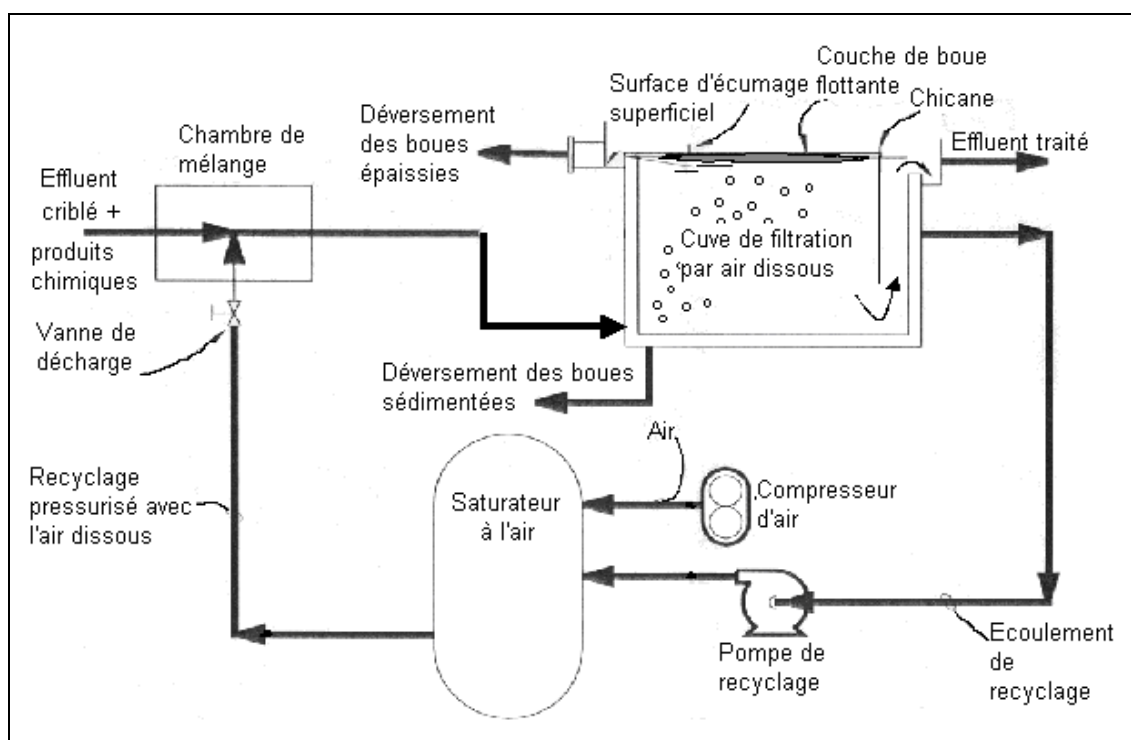 Surface d'écumage
superficiel
Couche de boue
flottante
Chicane
Déversement
des boues
épaissies
Effluent traité
Chambre de
mélange
Effluent
criblé +
produits
chimiques
Cuve de filtration
par air dissous
Vanne de
décharge
Déversement des boues
sédimentées
Air
Recyclage
pressurisé avec
l'air dissous
Saturateur
à l'air
Compresseur
d'air
Pompe de
recyclage
Ecoulement
de
recyclage